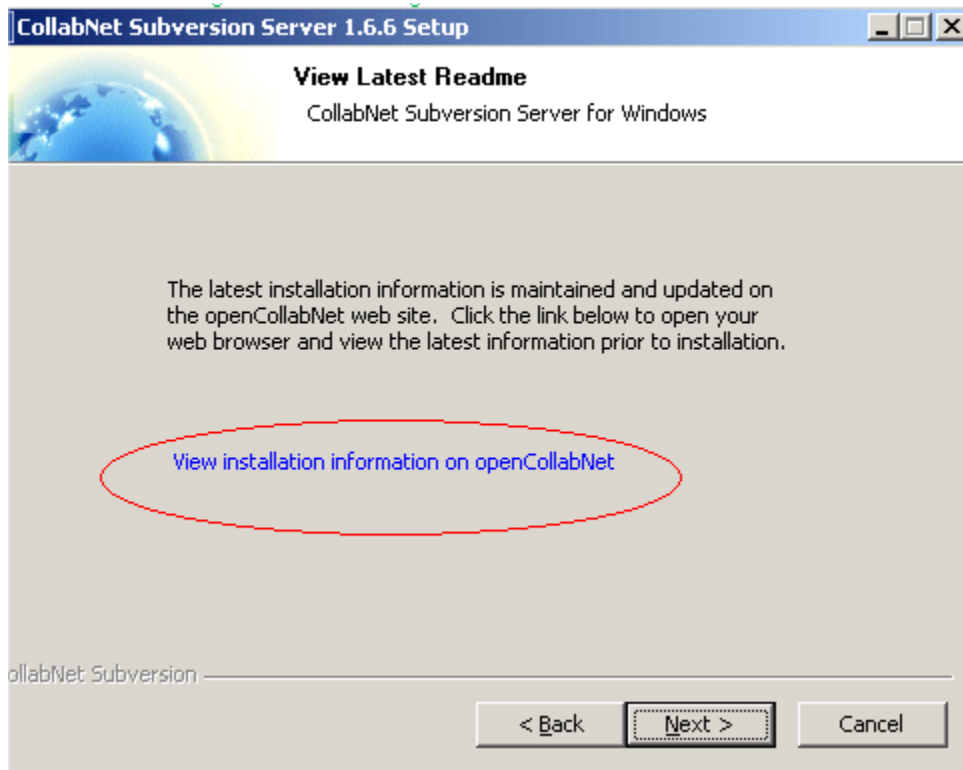 CollabNet Subversion Server 1.6.6 Setup
View Latest Readme
CollabNet Subversion Server for Windows
The latest installation information is maintained and updated on
the openCollabNet web site.  Click the link below to open your
web browser and view the latest information prior to installation.
View installation information on openCollabNet
ollabNet Subversion
< Back
Next >
Cancel